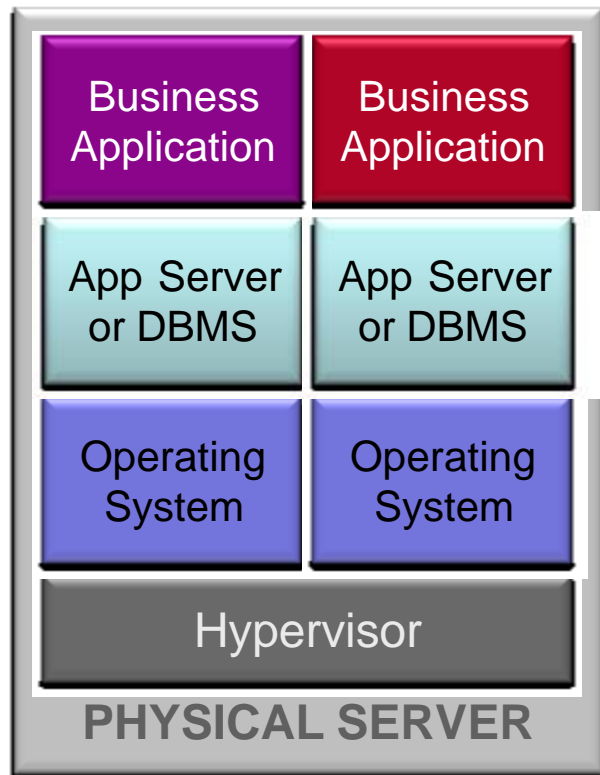 Business
Application
Business
Application
App Server
or DBMS
App Server
or DBMS
Operating
System
Operating
System
Hypervisor
PHYSICAL SERVER